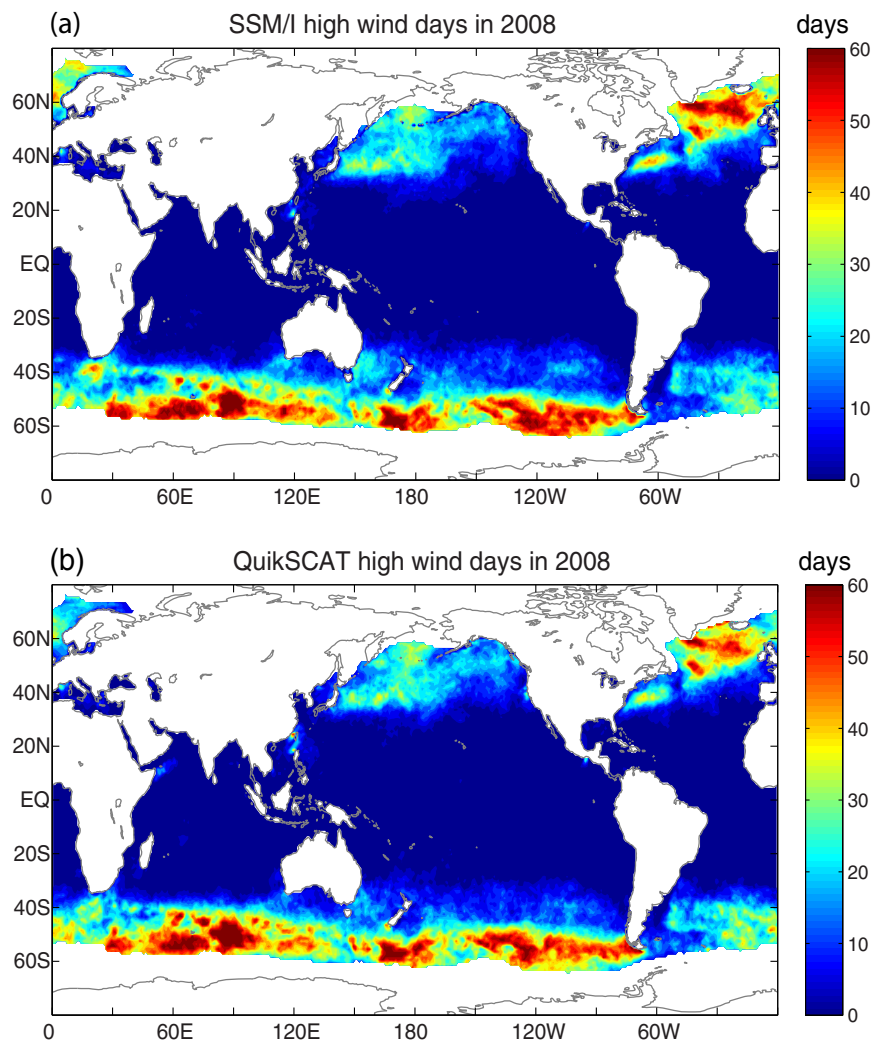 (a) SSM/I high wind days in 2008 days
60
60N
50
40N
20N
40
EQ
30
20S
20
40S
10
60S
0
0 60E 120E 180 120W 60W
(b) QuikSCAT high wind days in 2008 days
60
60N
50
40N
20N
40
EQ
30
20S
20
40S
10
60S
0
0 60E 120E 180 120W 60W